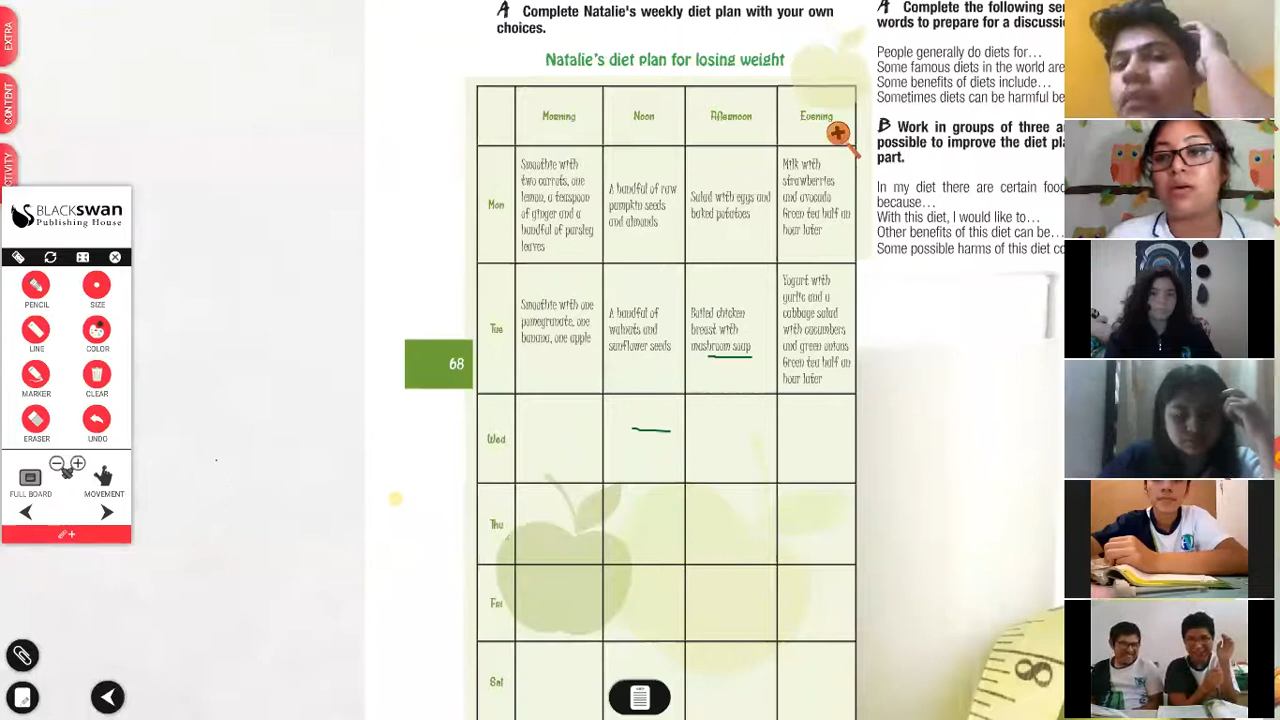 EXTRA
CONTENT
CTIVITY
BLACKSWAN
Publishing House
PENCIL
SIZE
LINE
COLOR
MARKER
CLEAR
ERASER
UNDO
FULL BOARD
MOVEMENT
A Complete Natalie's weekly diet plan with your own
choices.
Natalie's diet plan for losing weight
Morning
Noon
Afternoon
Evening
Mon
Smoothie with
two carrots, one
lemon, a teaspoon
of ginger and a
handful of parsley
leaves
A handful of raw
pumpkin seeds
and almonds
Salad with eggs and
baked potatoes
Milk with
strawberries
and avocado
Green tea half an
hour later
Tue
Smoothie with one
pomegranate, one
banana, one apple
A handful of
walnuts and
sunflower seeds
Boiled chicken
breast with
mushroom soup
Yogurt with
garlic and a
cabbage salad
with cucumbers
and green onions
Green tea half an
hour later
68
Wed
Thu
Fri
Sat
A Complete the following se
words to prepare for a discussi
People generally do diets for…
Some famous diets in the world are
Some benefits of diets include…
Sometimes diets can be harmful be
B Work in groups of three a
possible to improve the diet pl
part.
In my diet there are certain food
because…
With this diet, I would like to…
Other benefits of this diet can be…
Some possible harms of this diet co
8